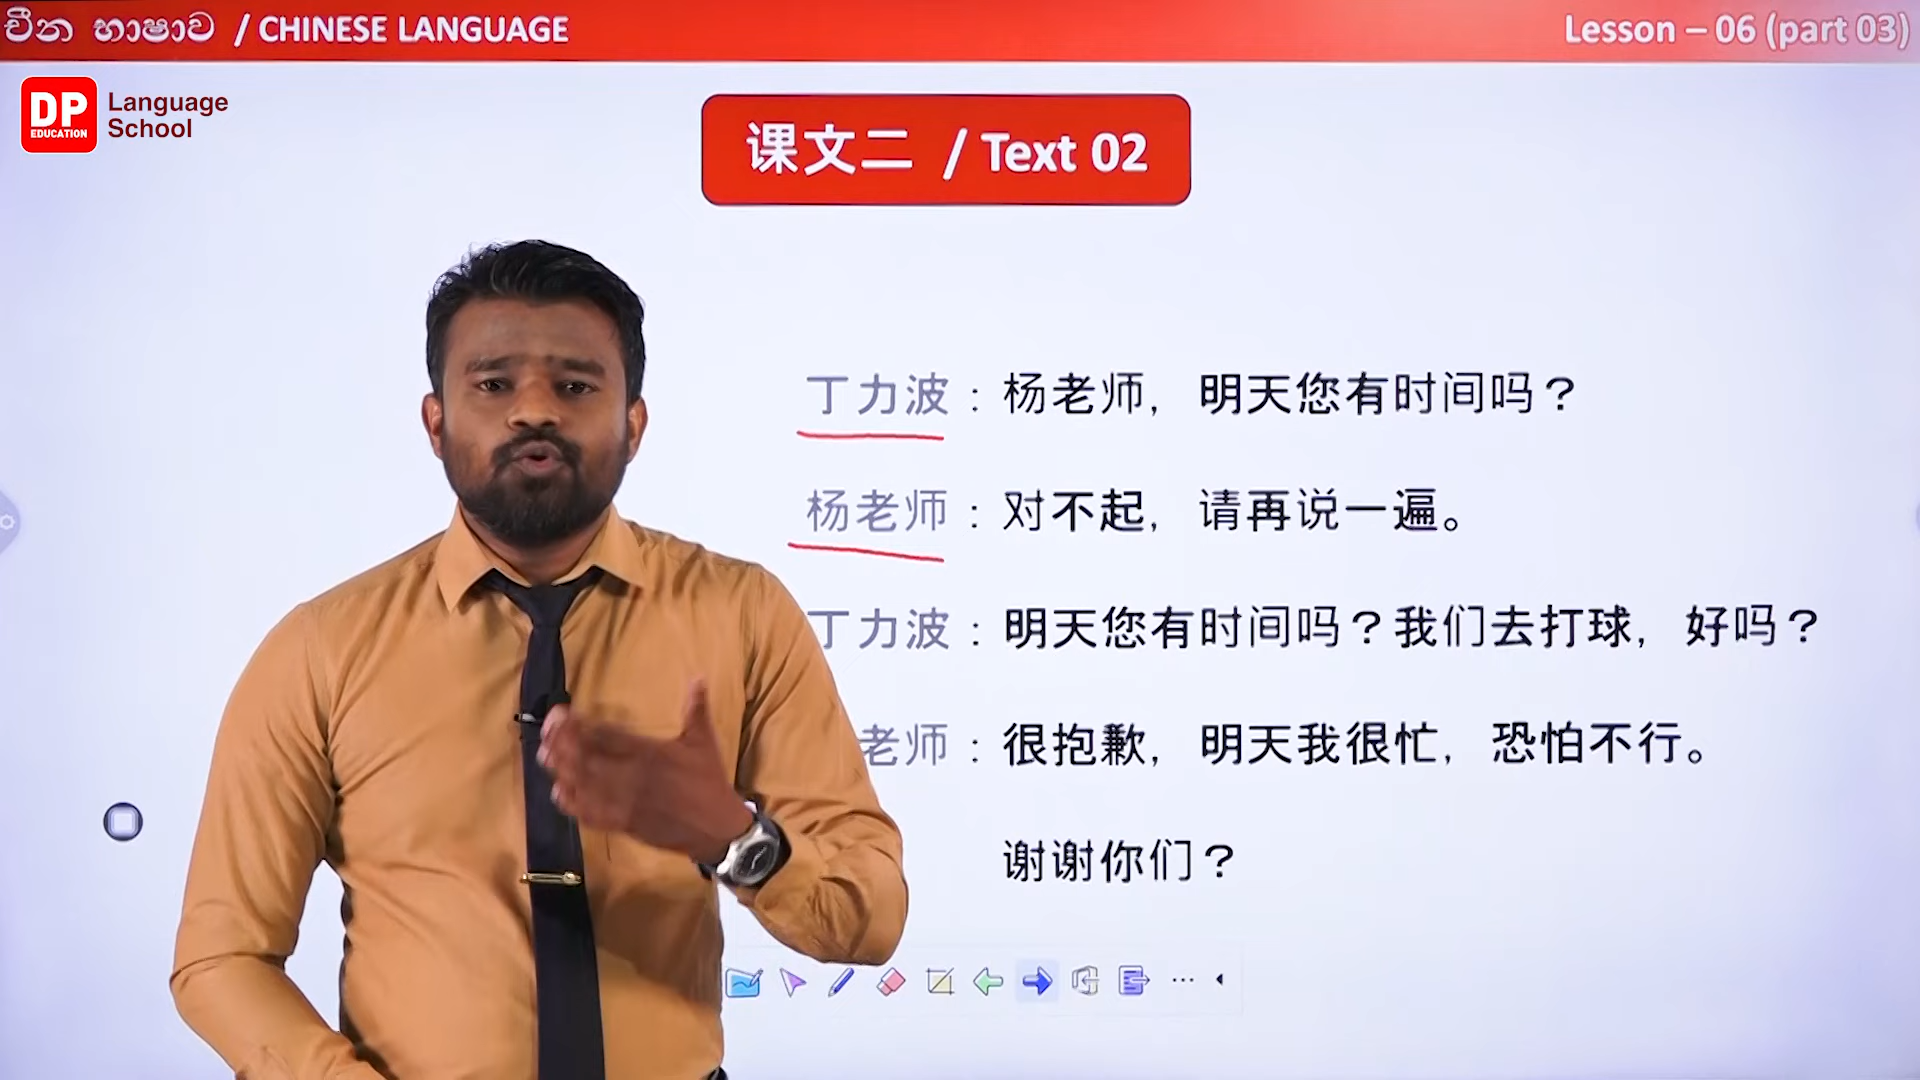 චීන භාෂාව / CHINESE LANGUAGE
Lesson – 06 (part 03)
DP
EDUCATION
Language
School
课文二 / Text 02
丁力波：杨老师，明天您有时间吗？
杨老师：对不起，请再说一遍。
丁力波：明天您有时间吗？我们去打球，好吗？
老师：很抱歉，明天我很忙，恐怕不行。
谢谢你们？